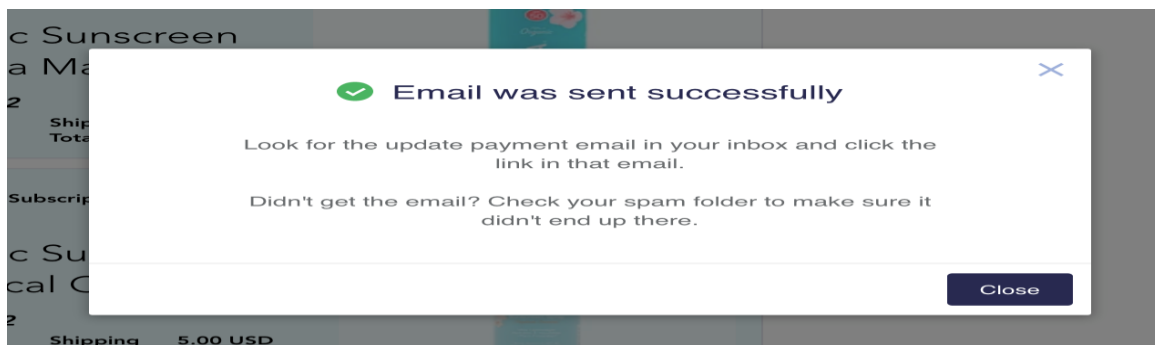 c Sunscreen
a Ma
2
Ship
Tota
Email was sent successfully
Look for the update payment email in your inbox and click the
link in that email.
Didn't get the email? Check your spam folder to make sure it
didn't end up there.
Subscrip
c Su
cal C
2
Close
Shipping 5.00 USD